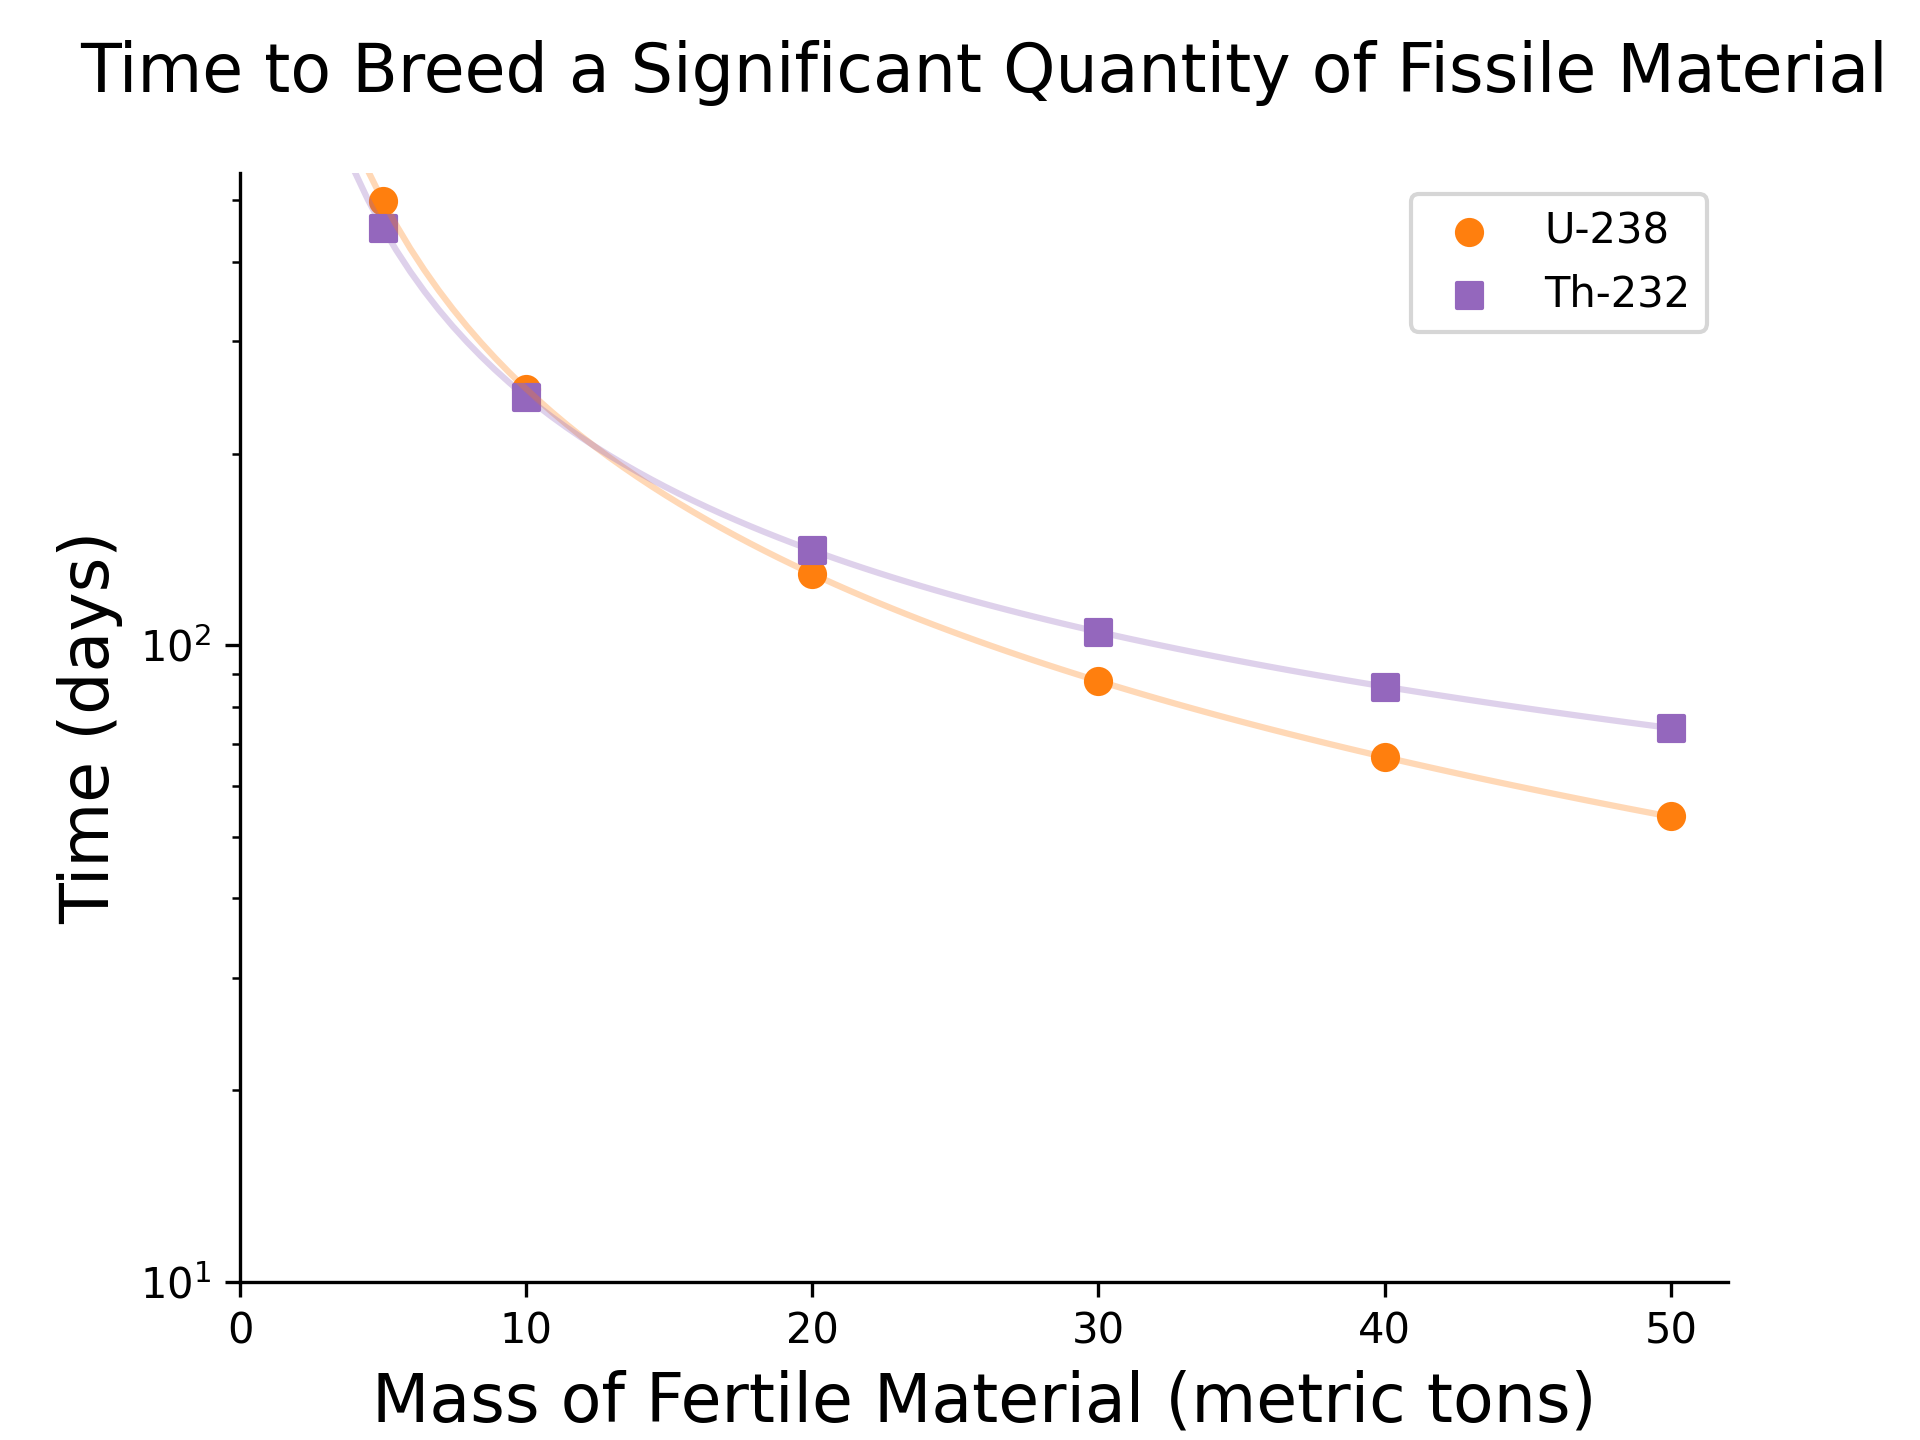 Time to Breed a Significant Quantity of Fissile Material
U-238
Th-232
Time (days)
10²
10¹
0 10 20 30 40 50
Mass of Fertile Material (metric tons)